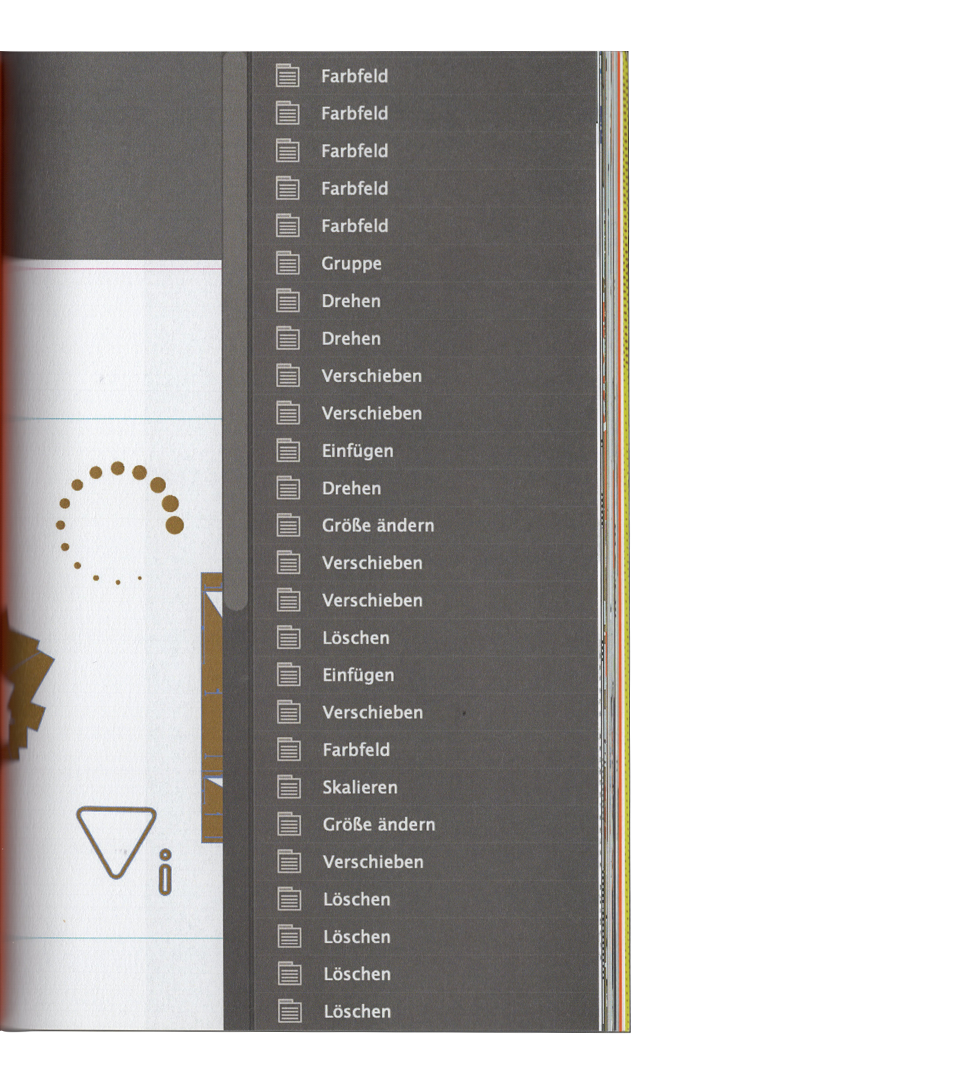 Farbfeld
Farbfeld
Farbfeld
Farbfeld
Farbfeld
Gruppe
Drehen
Drehen
Verschieben
Verschieben
Einfügen
Drehen
Größe ändern
Verschieben
Verschieben
Löschen
Einfügen
Verschieben
Farbfeld
Skalieren
Größe ändern
Verschieben
Löschen
Löschen
Löschen
Löschen